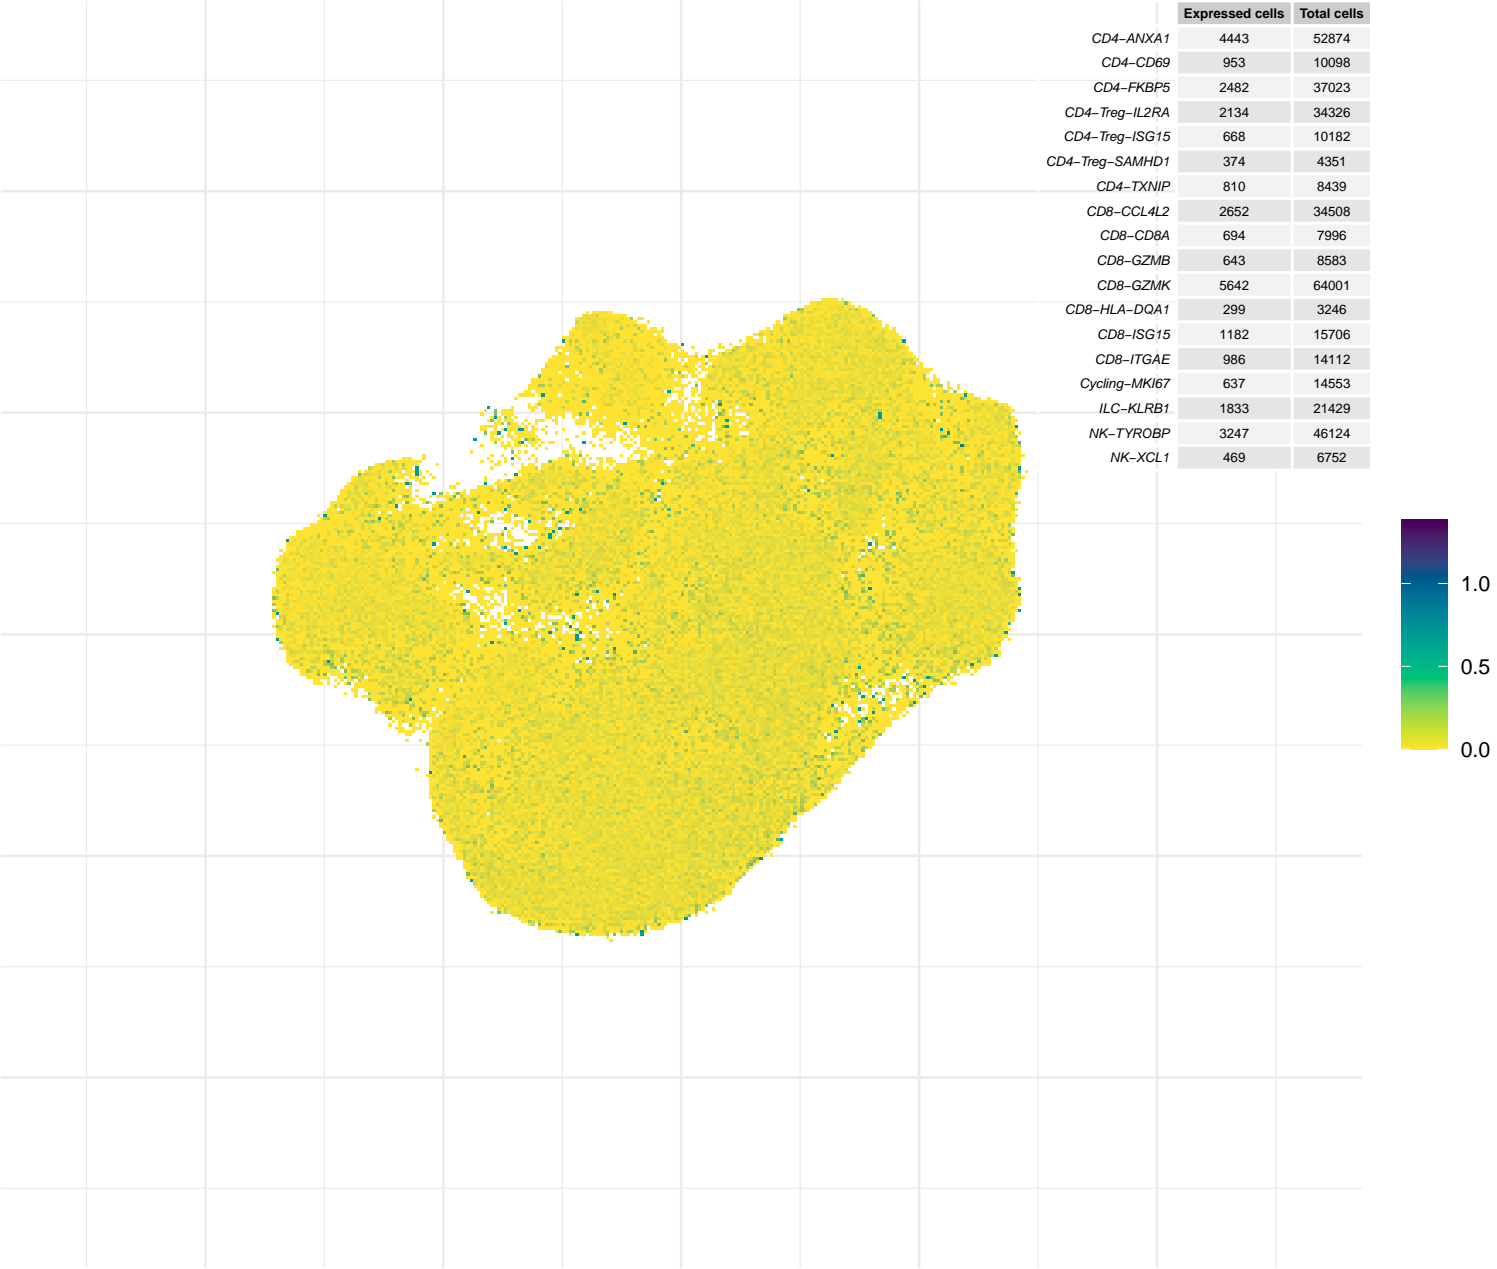 Expressed cells Total cells
CD4−ANXA1 4443 52874
CD4−CD69 953 10098
CD4−FKBP5 2482 37023
CD4−Treg−IL2RA 2134 34326
CD4−Treg−ISG15 668 10182
CD4−Treg−SAMHD1 374 4351
CD4−TXNIP 810 8439
CD8−CCL4L2 2652 34508
CD8−CD8A 694 7996
CD8−GZMB 643 8583
CD8−GZMK 5642 64001
CD8−HLA−DQA1 299 3246
CD8−ISG15 1182 15706
CD8−ITGAE 986 14112
Cycling−MKI67 637 14553
ILC−KLRB1 1833 21429
NK−TYROBP 3247 46124
NK−XCL1 469 6752
1.0
0.5
0.0